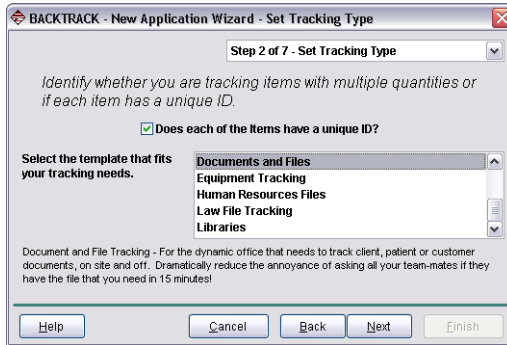 BACKTRACK - New Application Wizard - Set Tracking Type
Step 2 of 7 - Set Tracking Type
Identify whether you are tracking items with multiple quantities or
if each item has a unique ID.
Does each of the Items have a unique ID?
Select the template that fits
your tracking needs.
Documents and Files
Equipment Tracking
Human Resources Files
Law File Tracking
Libraries
Document and File Tracking - For the dynamic office that needs to track client, patient or customer
documents, on site and off. Dramatically reduce the annoyance of asking all your team-mates if they
have the file that you need in 15 minutes!
Help
Cancel
Back
Next
Finish